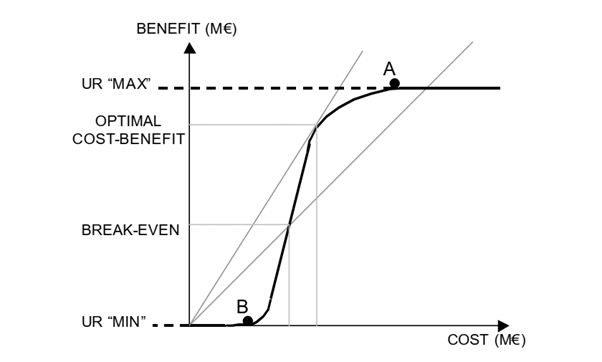 BENEFIT (M€)
UR “MAX”
A
OPTIMAL
COST-BENEFIT
BREAK-EVEN
B
UR “MIN”
COST (M€)